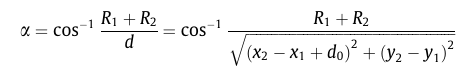 α = cos⁻¹ (R₁ + R₂)/d = cos⁻¹ (R₁ + R₂)/√((x₂ − x₁ + d₀)² + (y₂ − y₁)²)